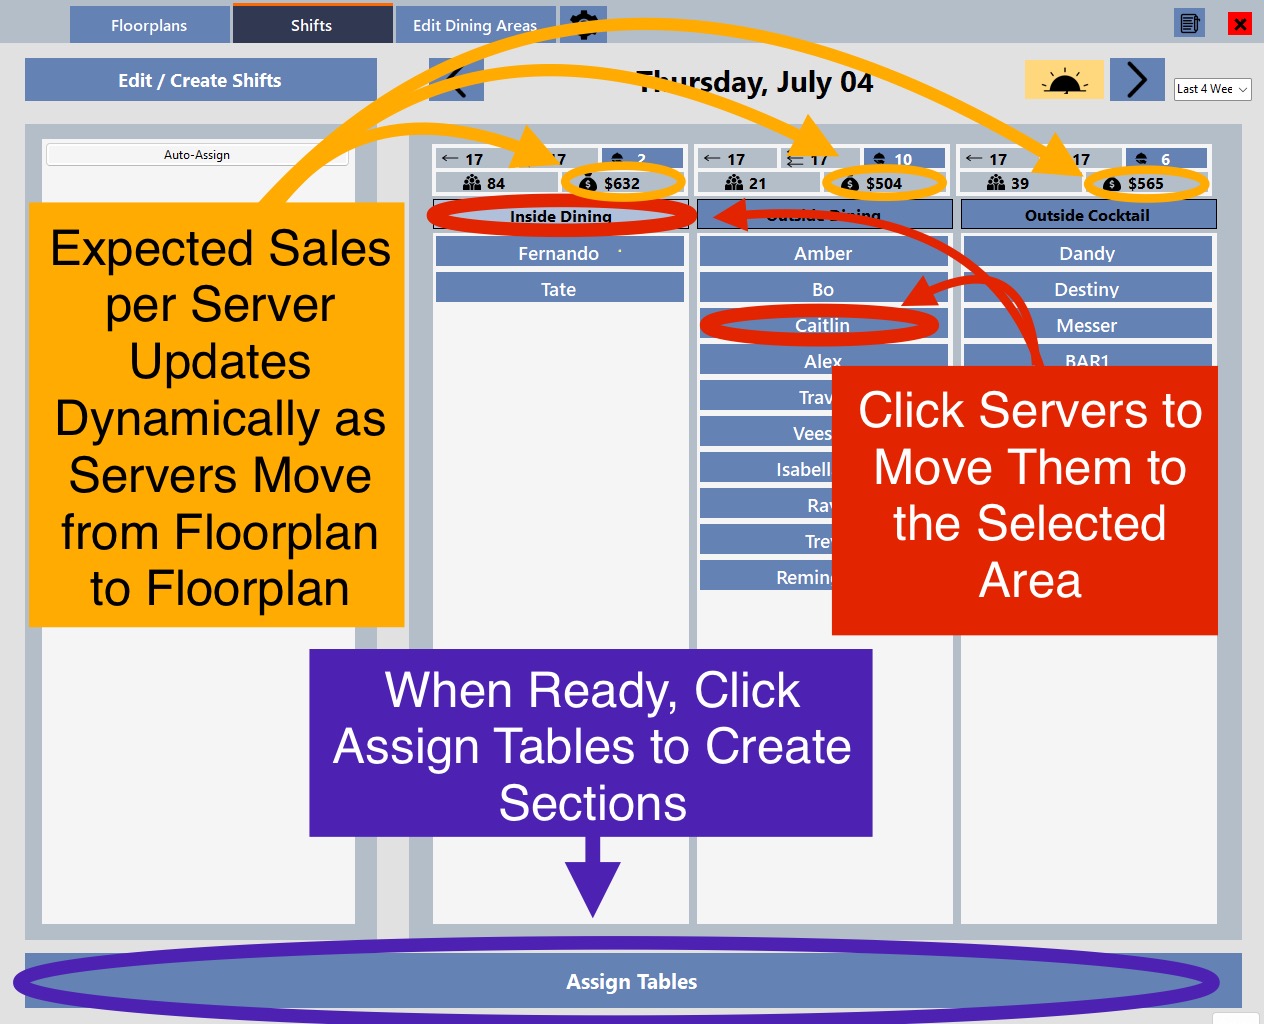 Floorplans
Shifts
Edit Dining Areas
Edit / Create Shifts
Thursday, July 04
Last 4 Wee
Auto-Assign
17
17
2
84
$632
17
17
10
21
$504
17
17
6
39
$565
Inside Dining
Outside Dining
Outside Cocktail
Fernando
Tate
Amber
Bo
Caitlin
Alex
Trav
Vees
Isabell
Ra
Tre
Remin
Dandy
Destiny
Messer
BAR1
Expected Sales
per Server
Updates
Dynamically as
Servers Move
from Floorplan
to Floorplan
Click Servers to
Move Them to
the Selected
Area
When Ready, Click
Assign Tables to Create
Sections
Assign Tables